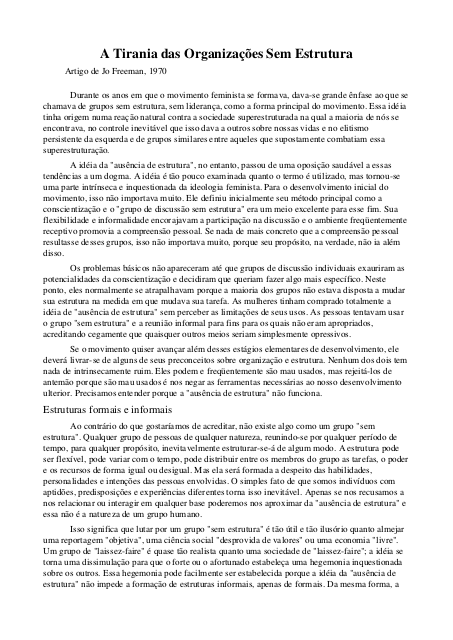 A Tirania das Organizações Sem Estrutura
Artigo de Jo Freeman, 1970
Durante os anos em que o movimento feminista se formava, dava-se grande ênfase ao que se
chamava de grupos sem estrutura, sem liderança, como a forma principal do movimento. Essa idéia
tinha origem numa reação natural contra a sociedade superestruturada na qual a maioria de nós se
encontrava, no controle inevitável que isso dava a outros sobre nossas vidas e no elitismo
persistente da esquerda e de grupos similares entre aqueles que supostamente combatiam essa
superestruturação.
A idéia da "ausência de estrutura", no entanto, passou de uma oposição saudável a essas
tendências a um dogma. A idéia é tão pouco examinada quanto o termo é utilizado, mas tornou-se
uma parte intrínseca e inquestionada da ideologia feminista. Para o desenvolvimento inicial do
movimento, isso não importava muito. Ele definiu inicialmente seu método principal como a
conscientização e o "grupo de discussão sem estrutura" era um meio excelente para esse fim. Sua
flexibilidade e informalidade encorajavam a participação na discussão e o ambiente freqüentemente
receptivo promovia a compreensão pessoal. Se nada de mais concreto que a compreensão pessoal
resultasse desses grupos, isso não importava muito, porque seu propósito, na verdade, não ia além
disso.
Os problemas básicos não apareceram até que grupos de discussão individuais exauriram as
potencialidades da conscientização e decidiram que queriam fazer algo mais específico. Neste
ponto, eles normalmente se atrapalhavam porque a maioria dos grupos não estava disposta a mudar
sua estrutura na medida em que mudava sua tarefa. As mulheres tinham comprado totalmente a
idéia de "ausência de estrutura" sem perceber as limitações de seus usos. As pessoas tentavam usar
o grupo "sem estrutura" e a reunião informal para fins para os quais não eram apropriados,
acreditando cegamente que quaisquer outros meios seriam simplesmente opressivos.
Se o movimento quiser avançar além desses estágios elementares de desenvolvimento, ele
deverá livrar-se de alguns de seus preconceitos sobre organização e estrutura. Nenhum dos dois tem
nada de intrinsecamente ruim. Eles podem e freqüentemente são mau usados, mas rejeitá-los de
antemão porque são mau usados é nos negar as ferramentas necessárias ao nosso desenvolvimento
ulterior. Precisamos entender porque a "ausência de estrutura" não funciona.
Estruturas formais e informais
Ao contrário do que gostaríamos de acreditar, não existe algo como um grupo "sem
estrutura". Qualquer grupo de pessoas de qualquer natureza, reunindo-se por qualquer período de
tempo, para qualquer propósito, inevitavelmente estruturar-se-á de algum modo. A estrutura pode
ser flexível, pode variar com o tempo, pode distribuir entre os membros do grupo as tarefas, o poder
e os recursos de forma igual ou desigual. Mas ela será formada a despeito das habilidades,
personalidades e intenções das pessoas envolvidas. O simples fato de que somos indivíduos com
aptidões, predisposições e experiências diferentes torna isso inevitável. Apenas se nos recusamos a
nos relacionar ou interagir em qualquer base poderemos nos aproximar da "ausência de estrutura" e
essa não é a natureza de um grupo humano.
Isso significa que lutar por um grupo "sem estrutura" é tão útil e tão ilusório quanto almejar
uma reportagem "objetiva", uma ciência social "desprovida de valores" ou uma economia "livre".
Um grupo de "laissez-faire" é quase tão realista quanto uma sociedade de "laissez-faire"; a idéia se
torna uma dissimulação para que o forte ou o afortunado estabeleça uma hegemonia inquestionada
sobre os outros. Essa hegemonia pode facilmente ser estabelecida porque a idéia da "ausência de
estrutura" não impede a formação de estruturas informais, apenas de formais. Da mesma forma, a